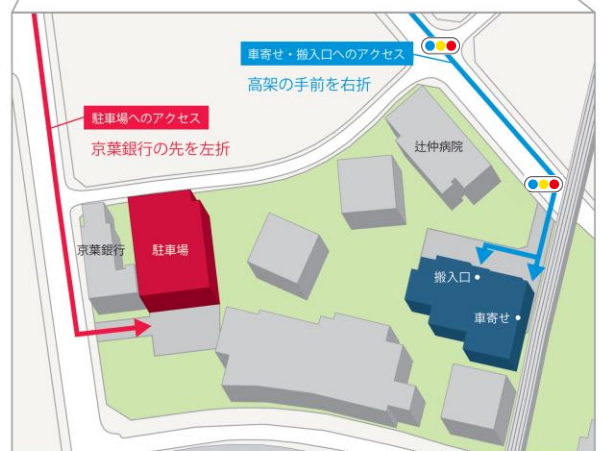 車寄せ・搬入口へのアクセス
高架の手前を右折
駐車場へのアクセス
京葉銀行の先を左折
辻仲病院
京葉銀行
駐車場
搬入口
車寄せ